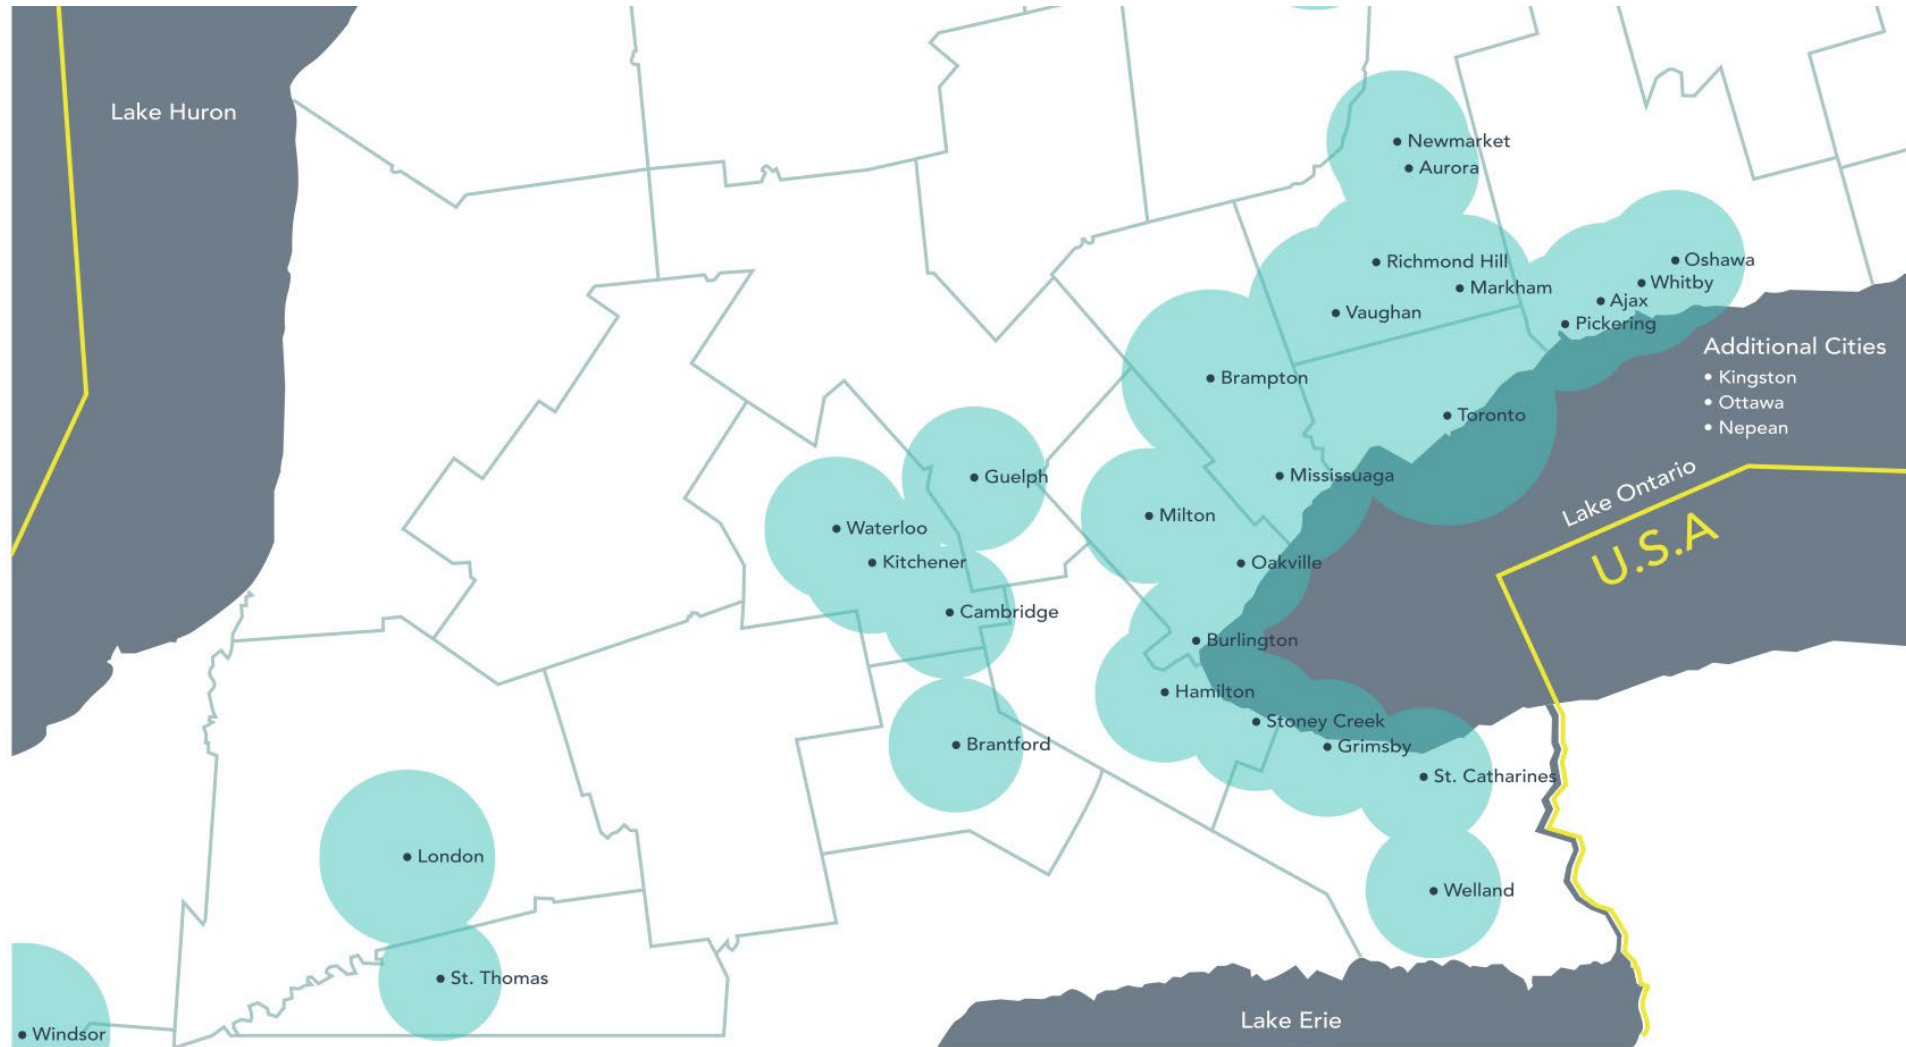 Lake Huron
Newmarket
Aurora
Richmond Hill
Markham
Vaughan
Oshawa
Whitby
Ajax
Pickering
Additional Cities
• Kingston
• Ottawa
• Nepean
Brampton
Toronto
Mississuaga
Lake Ontario
U.S.A
Guelph
Waterloo
Kitchener
Cambridge
Milton
Oakville
Burlington
Hamilton
Stoney Creek
Grimsby
St. Catharines
Brantford
London
Welland
St. Thomas
Windsor
Lake Erie